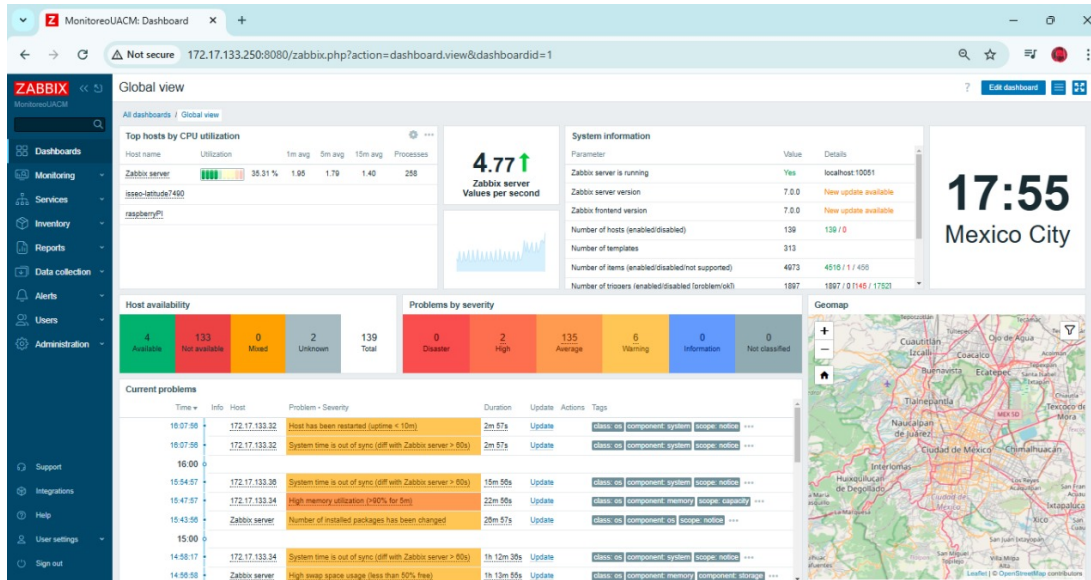 MonitoreoUACM: Dashboard
Not secure 172.17.133.250:8080/zabbix.php?action=dashboard.view&dashboardid=1
ZABBIX
MonitoreoUACM
Dashboards
Monitoring
Services
Inventory
Reports
Data collection
Alerts
Users
Administration
Support
Integrations
Help
User settings
Sign out
Global view
? Edit dashboard
All dashboards / Global view
Top hosts by CPU utilization
Host name Utilization 1m avg 5m avg 15m avg Processes
Zabbix server 35.31 % 1.95 1.79 1.40 258
isseo-latitude7490
raspberryPI
4.77
Zabbix server
Values per second
System information
Parameter Value Details
Zabbix server is running Yes localhost:10051
Zabbix server version 7.0.0 New update available
Zabbix frontend version 7.0.0 New update available
Number of hosts (enabled/disabled) 139 139 / 0
Number of templates 313
Number of items (enabled/disabled/not supported) 4973 4516 / 1 / 456
Number of triggers (enabled/disabled [problem/ok]) 1897 1897 / 0 [145 / 1752]
17:55
Mexico City
Host availability
4 133 0 2 139
Available Not available Mixed Unknown Total
Problems by severity
0 2 135 6 0 0
Disaster High Average Warning Information Not classified
Current problems
Time Info Host Problem • Severity Duration Update Actions Tags
16:07:56 172.17.133.32 Host has been restarted (uptime < 10m) 2m 57s Update class: os component: system scope: notice
16:07:56 172.17.133.32 System time is out of sync (diff with Zabbix server > 60s) 2m 57s Update class: os component: system scope: notice
16:00
15:54:57 172.17.133.36 System time is out of sync (diff with Zabbix server > 60s) 15m 56s Update class: os component: system scope: notice
15:47:57 172.17.133.34 High memory utilization (>90% for 5m) 22m 56s Update class: os component: memory scope: capacity
15:43:56 Zabbix server Number of installed packages has been changed 26m 57s Update class: os component: os scope: notice
15:00
14:58:17 172.17.133.34 System time is out of sync (diff with Zabbix server > 60s) 1h 12m 36s Update class: os component: system scope: notice
14:56:58 Zabbix server High swap space usage (less than 50% free) 1h 13m 55s Update class: os component: memory component: storage
Geomap
+
−
Ojo de Agua
Cuautitlán
Izcalli
Coacalco
Buenavista
Ecatepec
Tlalnepantla
Texcoco de
Mora
Naucalpan
de Juárez
Ciudad de México
Chimalhuacán
Interlomas
Huixquilucan
de Degollado
Ixtapaluca
Ciudad de
México
Leaflet | © OpenStreetMap contributors